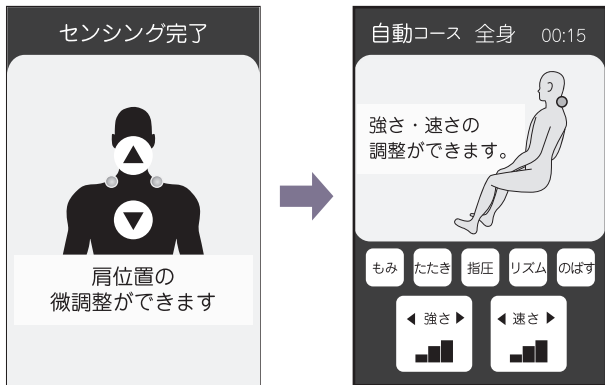 センシング完了
肩位置の
微調整ができます
自動コース 全身 00:15
強さ・速さの
調整ができます。
もみ たたき 指圧 リズム のばす
強さ 速さ